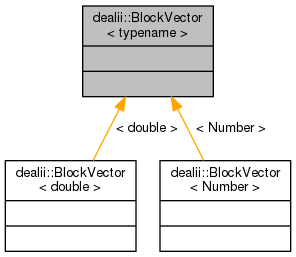 dealii::BlockVector
< typename >
< double >
< Number >
dealii::BlockVector
< double >
dealii::BlockVector
< Number >